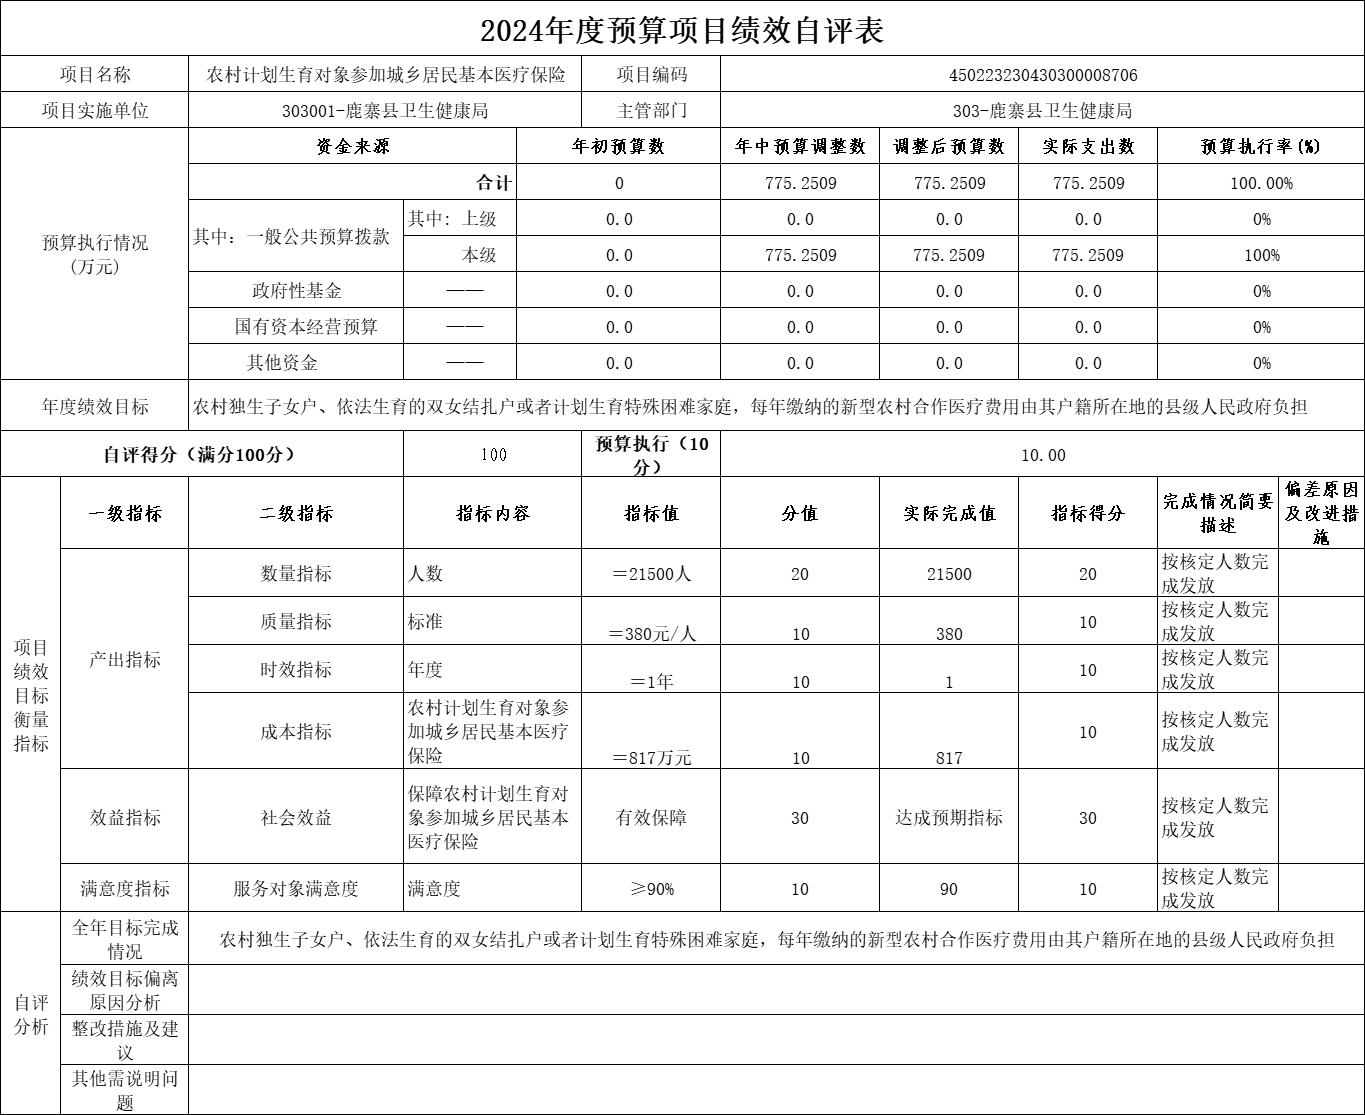 2024年度预算项目绩效自评表
项目名称 农村计划生育对象参加城乡居民基本医疗保险 项目编码 450223230430300008706
项目实施单位 303001-鹿寨县卫生健康局 主管部门 303-鹿寨县卫生健康局
预算执行情况
(万元)
资金来源 年初预算数 年中预算调整数 调整后预算数 实际支出数 预算执行率(%)
合计 0 775.2509 775.2509 775.2509 100.00%
其中：一般公共预算拨款 其中：上级 0.0 0.0 0.0 0.0 0%
本级 0.0 775.2509 775.2509 775.2509 100%
政府性基金 —— 0.0 0.0 0.0 0.0 0%
国有资本经营预算 —— 0.0 0.0 0.0 0.0 0%
其他资金 —— 0.0 0.0 0.0 0.0 0%
年度绩效目标 农村独生子女户、依法生育的双女结扎户或者计划生育特殊困难家庭，每年缴纳的新型农村合作医疗费用由其户籍所在地的县级人民政府负担
自评得分（满分100分） 100 预算执行（10
分） 10.00
项目
绩效
目标
衡量
指标
一级指标 二级指标 指标内容 指标值 分值 实际完成值 指标得分 完成情况简要
描述 偏差原因
及改进措
施
产出指标
数量指标 人数 ＝21500人 20 21500 20 按核定人数完
成发放
质量指标 标准 ＝380元/人 10 380 10 按核定人数完
成发放
时效指标 年度 ＝1年 10 1 10 按核定人数完
成发放
成本指标 农村计划生育对象参
加城乡居民基本医疗
保险 ＝817万元 10 817 10 按核定人数完
成发放
效益指标 社会效益 保障农村计划生育对
象参加城乡居民基本
医疗保险 有效保障 30 达成预期指标 30 按核定人数完
成发放
满意度指标 服务对象满意度 满意度 ≥90% 10 90 10 按核定人数完
成发放
自评
分析
全年目标完成
情况 农村独生子女户、依法生育的双女结扎户或者计划生育特殊困难家庭，每年缴纳的新型农村合作医疗费用由其户籍所在地的县级人民政府负担
绩效目标偏离
原因分析
整改措施及建
议
其他需说明问
题